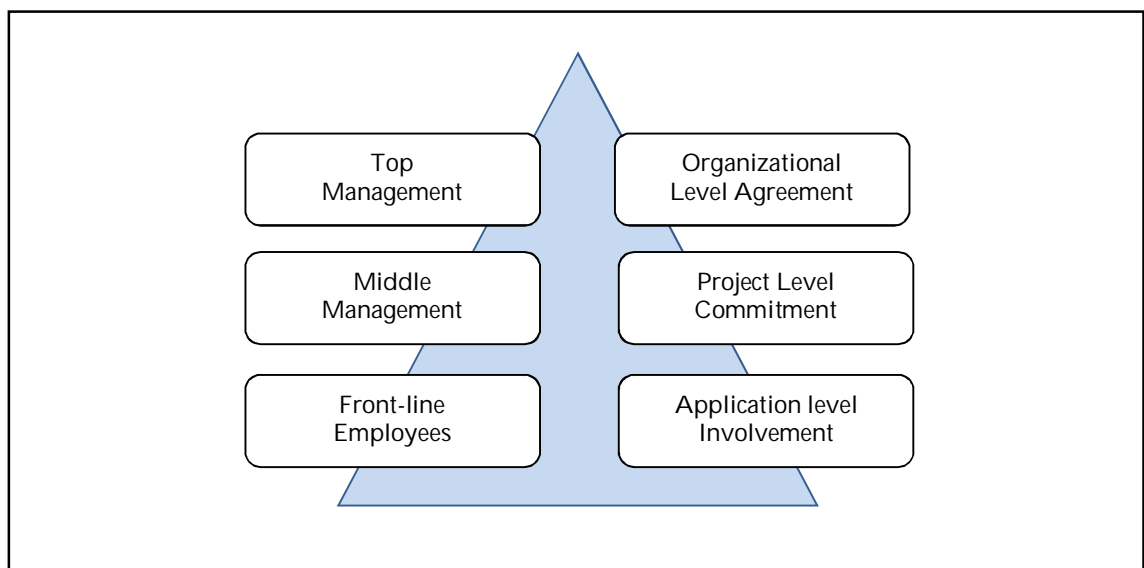 Top
Management
Organizational
Level Agreement
Middle
Management
Project Level
Commitment
Front-line
Employees
Application level
Involvement